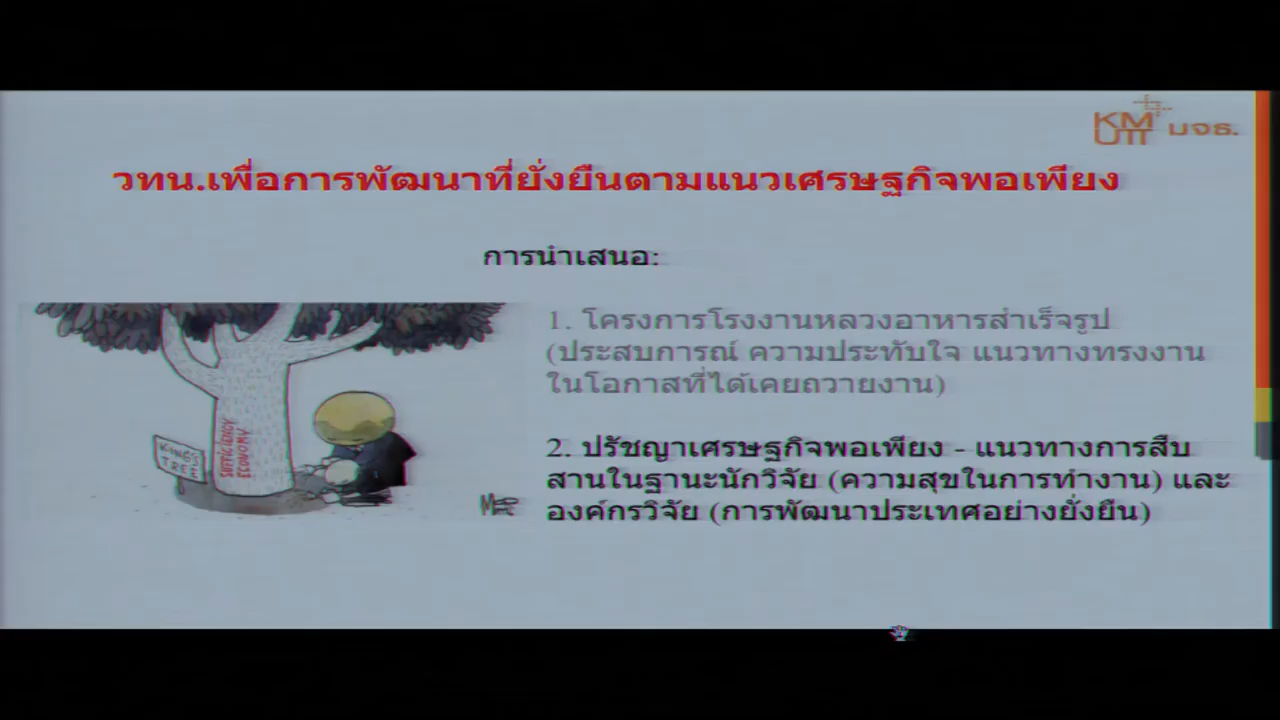 KMUTT มจธ.
วทน.เพื่อการพัฒนาที่ยั่งยืนตามแนวเศรษฐกิจพอเพียง
การนำเสนอ:
1. โครงการโรงงานหลวงอาหารสำเร็จรูป
(ประสบการณ์ ความประทับใจ แนวทางทรงงาน
ในโอกาสที่ได้เคยถวายงาน)
2. ปรัชญาเศรษฐกิจพอเพียง - แนวทางการสืบ
สานในฐานะนักวิจัย (ความสุขในการทำงาน) และ
องค์กรวิจัย (การพัฒนาประเทศอย่างยั่งยืน)
SUFFICIENCY
ECONOMY
KING'S
TREE